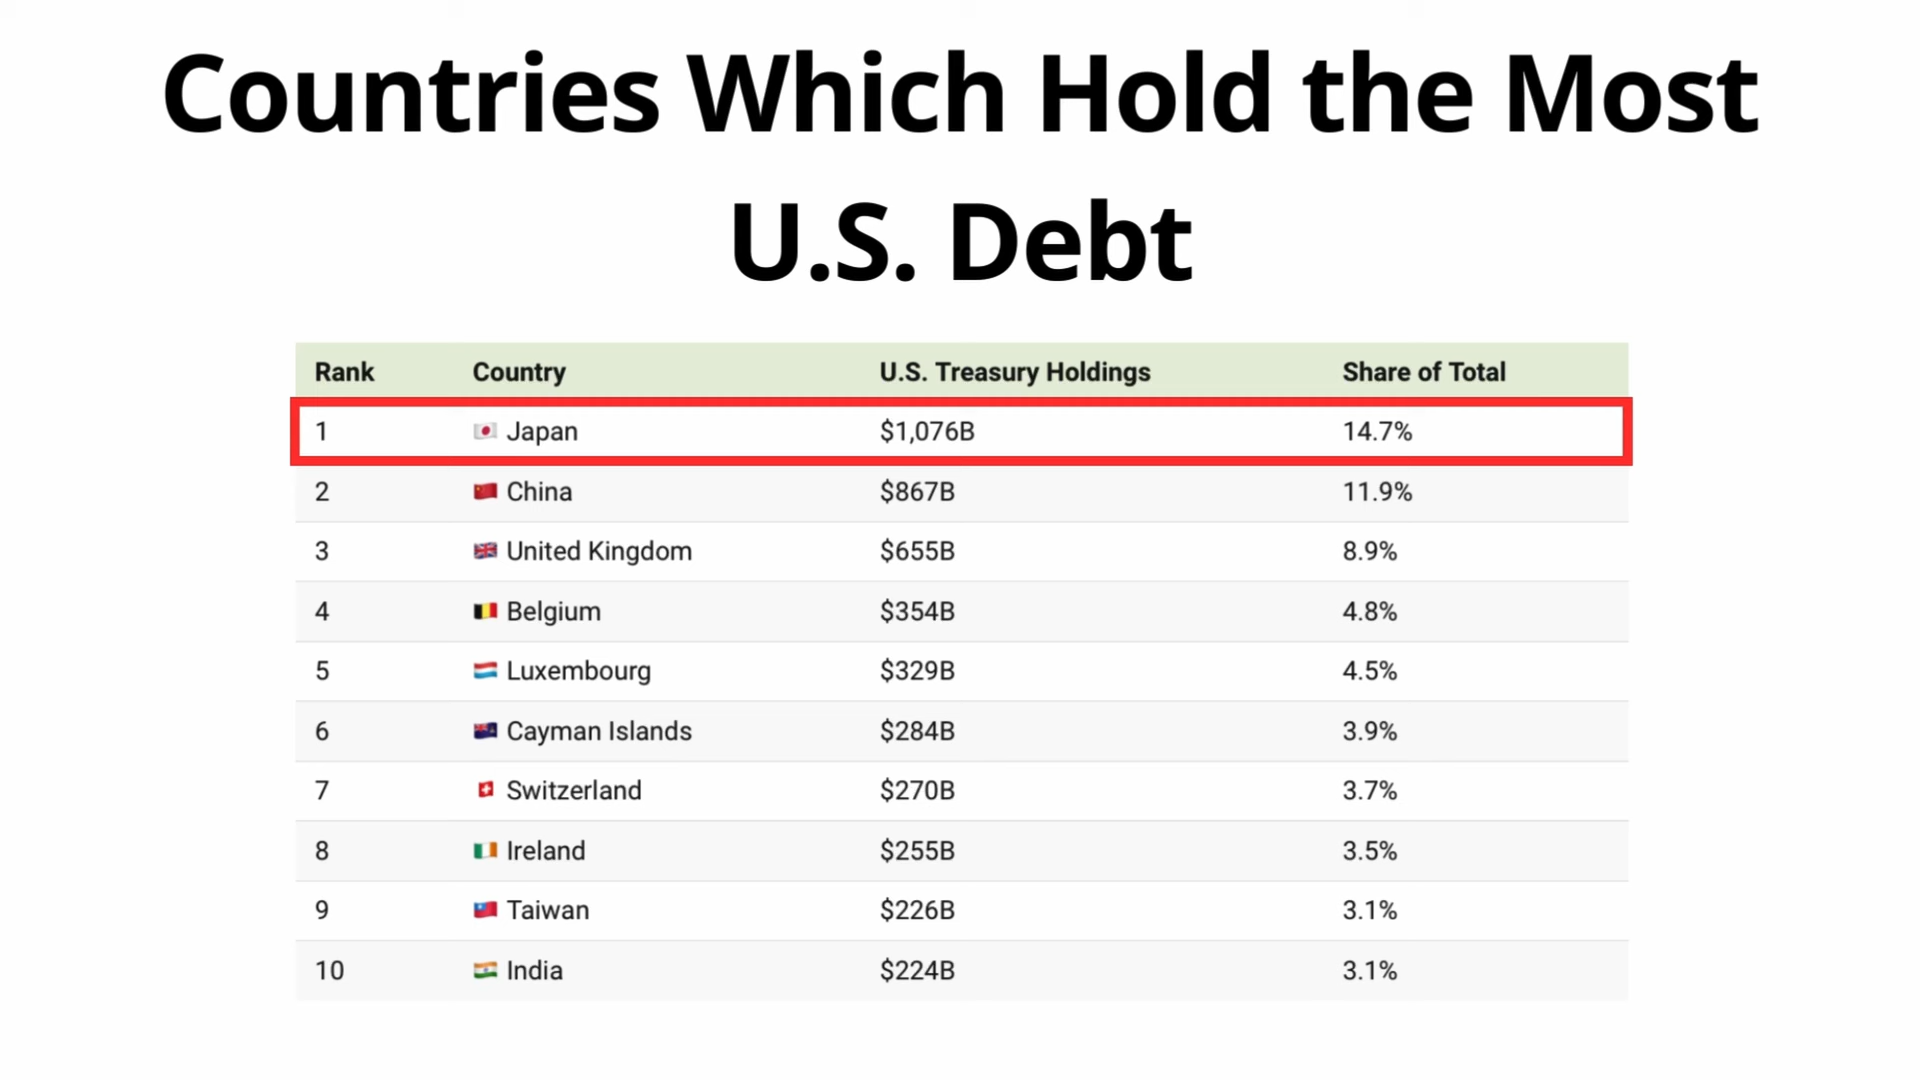 Countries Which Hold the Most
U.S. Debt
Rank Country U.S. Treasury Holdings Share of Total
1 Japan $1,076B 14.7%
2 China $867B 11.9%
3 United Kingdom $655B 8.9%
4 Belgium $354B 4.8%
5 Luxembourg $329B 4.5%
6 Cayman Islands $284B 3.9%
7 Switzerland $270B 3.7%
8 Ireland $255B 3.5%
9 Taiwan $226B 3.1%
10 India $224B 3.1%